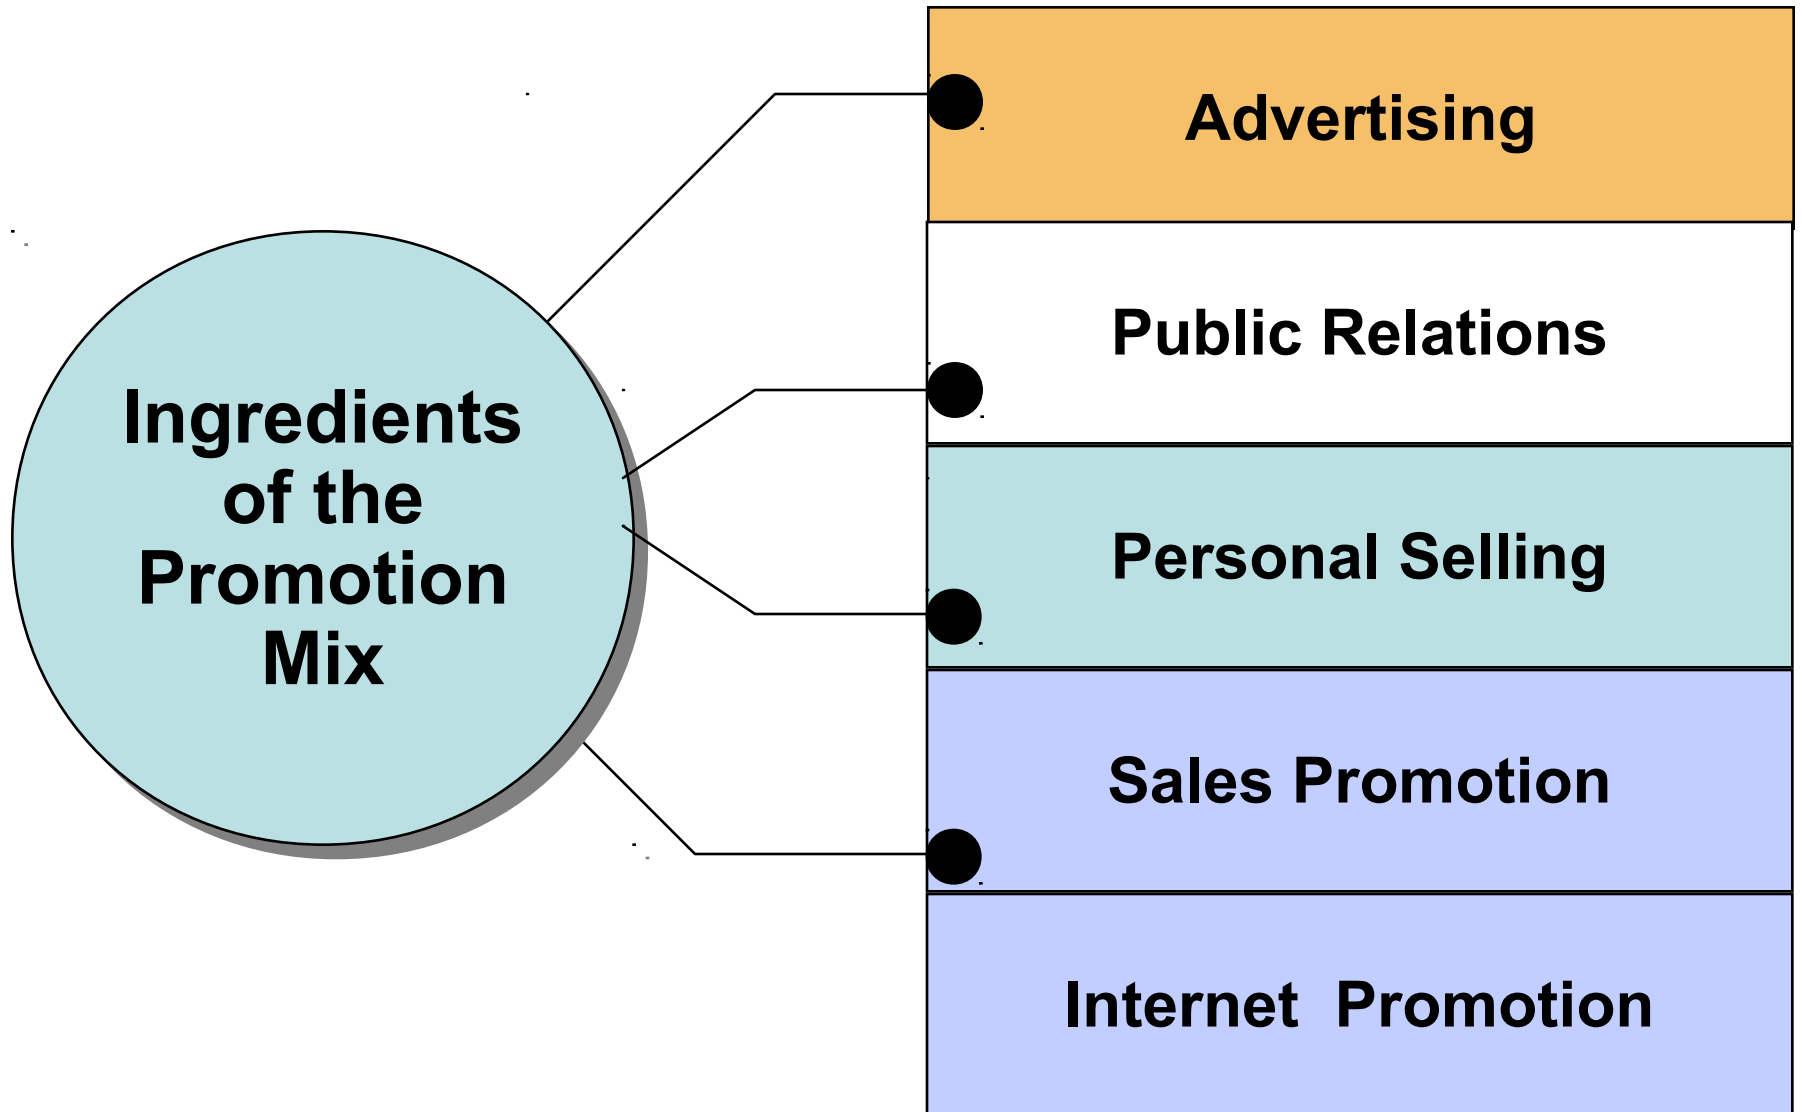 Ingredients
of the
Promotion
Mix
Advertising
Public Relations
Personal Selling
Sales Promotion
Internet  Promotion